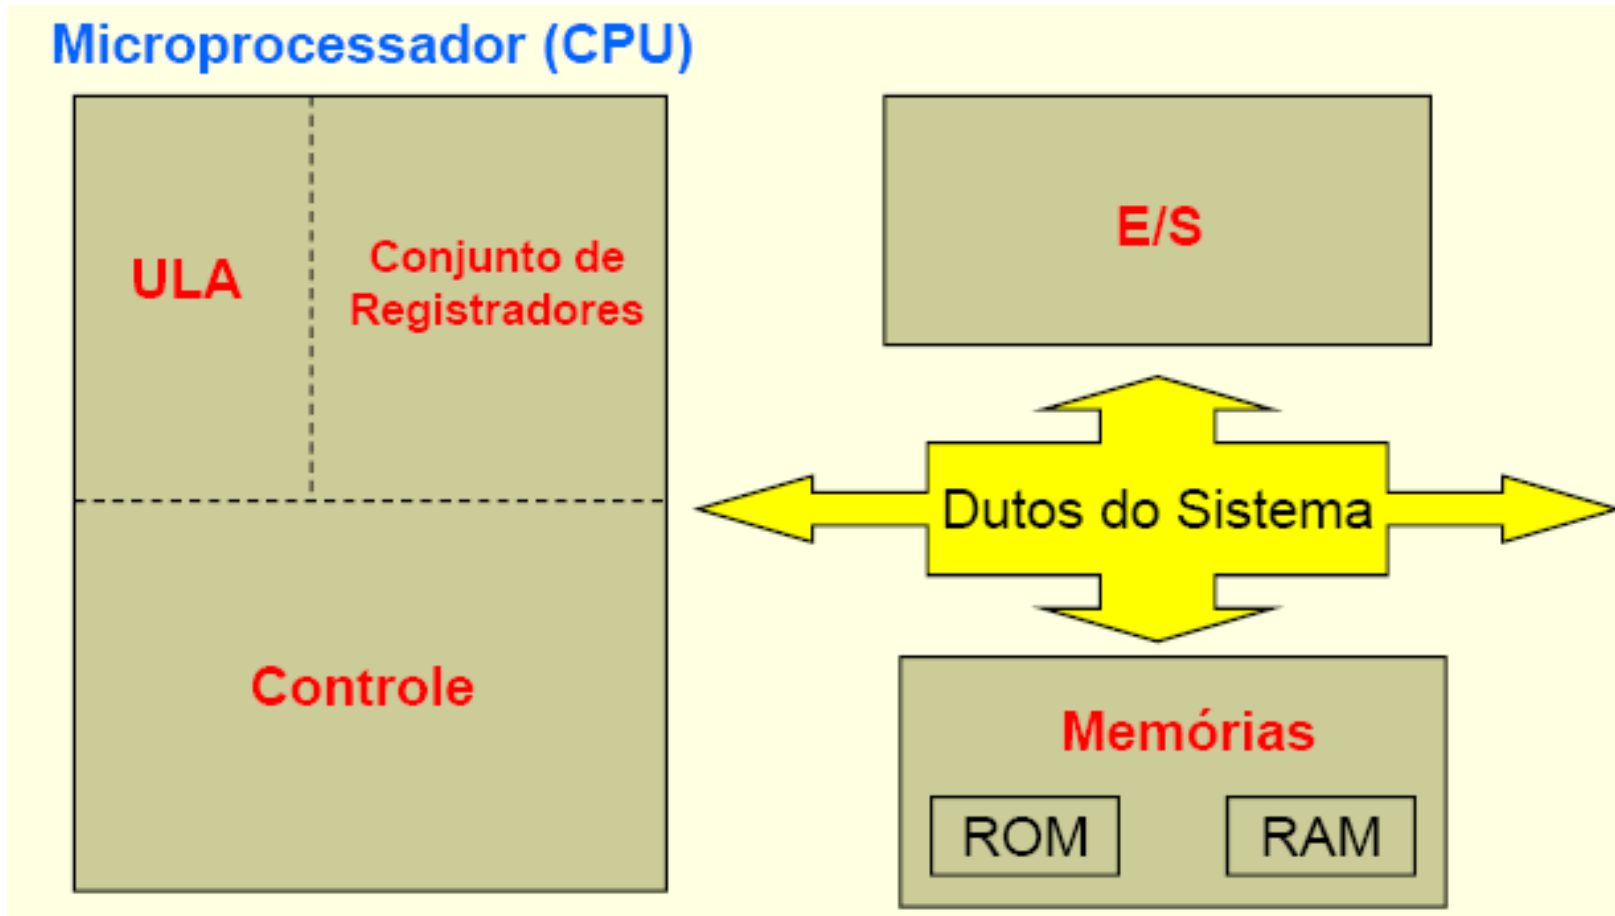 Microprocessador (CPU)
ULA
Conjunto de
Registradores
Controle
E/S
Dutos do Sistema
Memórias
ROM
RAM